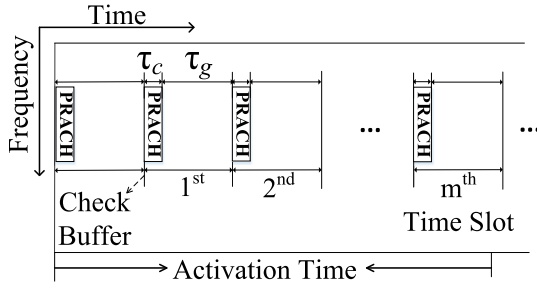 Time
Frequency
τc τg
PRACH PRACH PRACH ... PRACH ...
1st 2nd mth
Check
Buffer
Time Slot
Activation Time